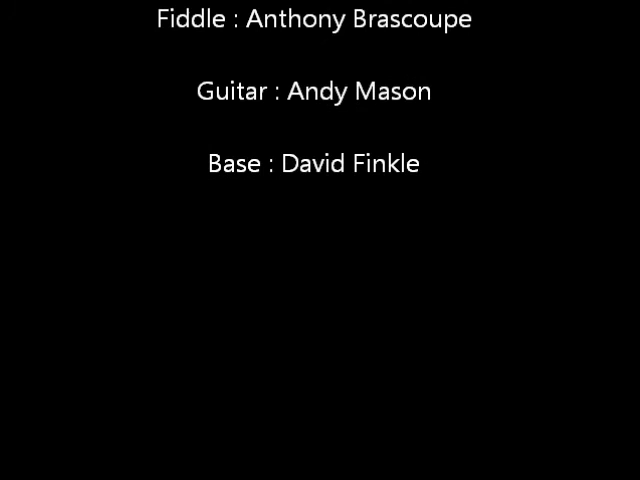 Fiddle : Anthony Brascoupe
Guitar : Andy Mason
Base : David Finkle